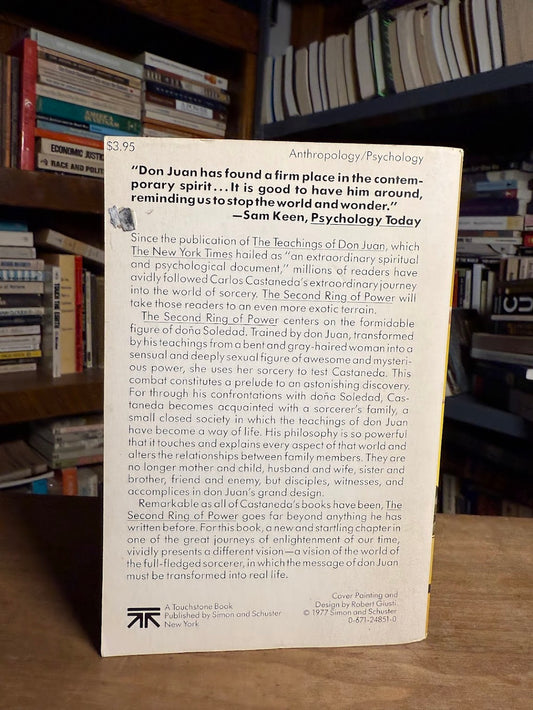 $3.95
Anthropology/Psychology
“Don Juan has found a firm place in the contem-
porary spirit...It is good to have him around,
reminding us to stop the world and wonder.”
—Sam Keen, Psychology Today
Since the publication of The Teachings of Don Juan, which
The New York Times hailed as “an extraordinary spiritual
and psychological document,” millions of readers have
avidly followed Carlos Castaneda's extraordinary journey
into the world of sorcery. The Second Ring of Power will
take those readers to an even more exotic terrain.
The Second Ring of Power centers on the formidable
figure of doña Soledad. Trained by don Juan, transformed
by his teachings from a bent and gray-haired woman into a
sensual and deeply sexual figure of awesome and mysteri-
ous power, she uses her sorcery to test Castaneda. This
combat constitutes a prelude to an astonishing discovery.
For through his confrontations with doña Soledad, Cas-
taneda becomes acquainted with a sorcerer's family, a
small closed society in which the teachings of don Juan
have become a way of life. His philosophy is so powerful
that it touches and explains every aspect of that world and
alters the relationships between family members. They are
no longer mother and child, husband and wife, sister and
brother, friend and enemy, but disciples, witnesses, and
accomplices in don Juan's grand design.
Remarkable as all of Castaneda's books have been, The
Second Ring of Power goes far beyond anything he has
written before. For this book, a new and startling chapter in
one of the great journeys of enlightenment of our time,
vividly presents a different vision—a vision of the world of
the full-fledged sorcerer, in which the message of don Juan
must be transformed into real life.
A Touchstone Book
Published by Simon and Schuster
New York
Cover Painting and
Design by Robert Giusti
© 1977 Simon and Schuster
0-671-24851-0
AMERICA
IN VIETNAM
ECONOMIC JUSTIC
RACE AND POLIT